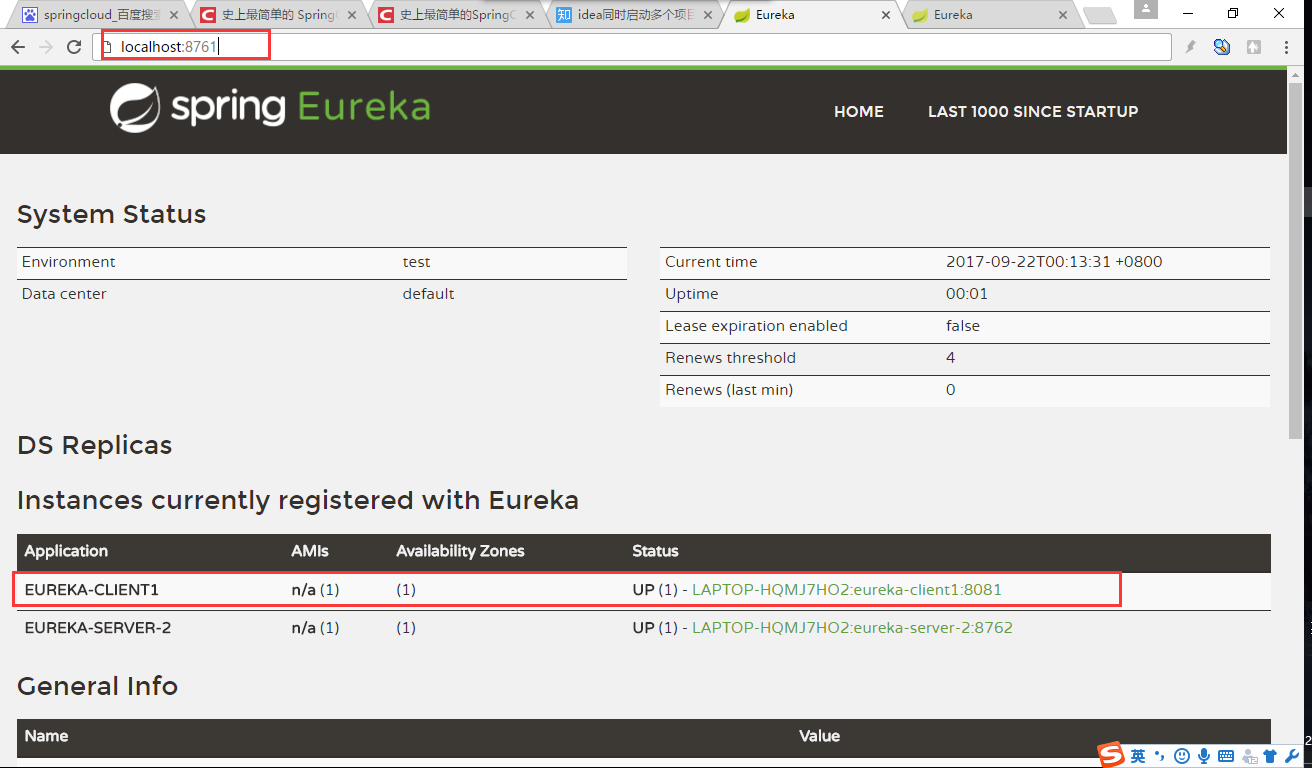 springcloud_百度搜索
史上最简单的 Spring
史上最简单的SpringC
知 idea同时启动多个项目
Eureka
Eureka
localhost:8761
spring Eureka
HOME
LAST 1000 SINCE STARTUP
System Status
Environment test
Data center default
Current time 2017-09-22T00:13:31 +0800
Uptime 00:01
Lease expiration enabled false
Renews threshold 4
Renews (last min) 0
DS Replicas
Instances currently registered with Eureka
Application AMIs Availability Zones Status
EUREKA-CLIENT1 n/a (1) (1) UP (1) - LAPTOP-HQMJ7HO2:eureka-client1:8081
EUREKA-SERVER-2 n/a (1) (1) UP (1) - LAPTOP-HQMJ7HO2:eureka-server-2:8762
General Info
Name Value
英